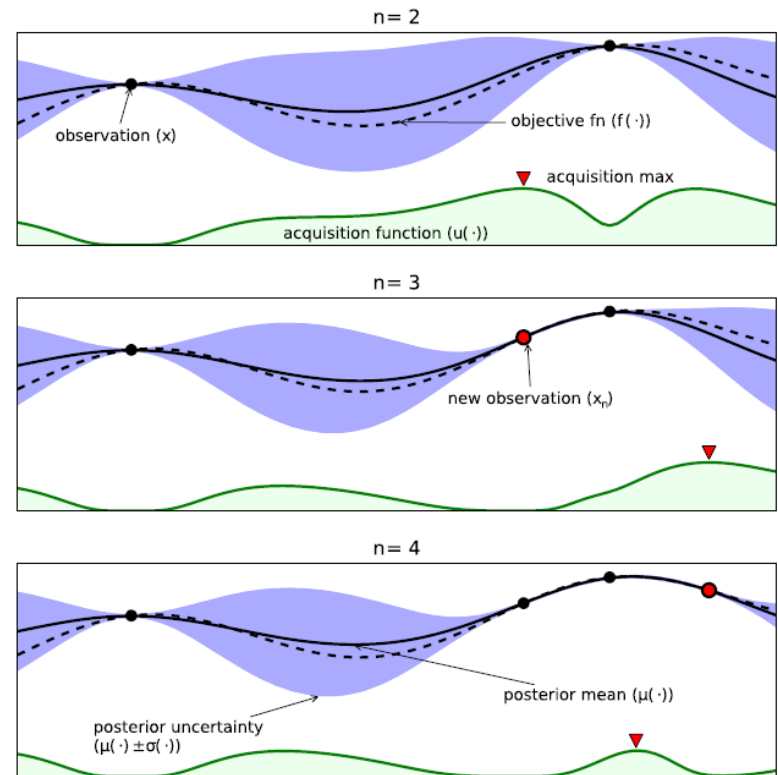 n= 2
observation (x)
objective fn (f(·))
acquisition max
acquisition function (u(·))
n= 3
new observation (xₙ)
n= 4
posterior mean (μ(·))
posterior uncertainty
(μ(·) ±σ(·))